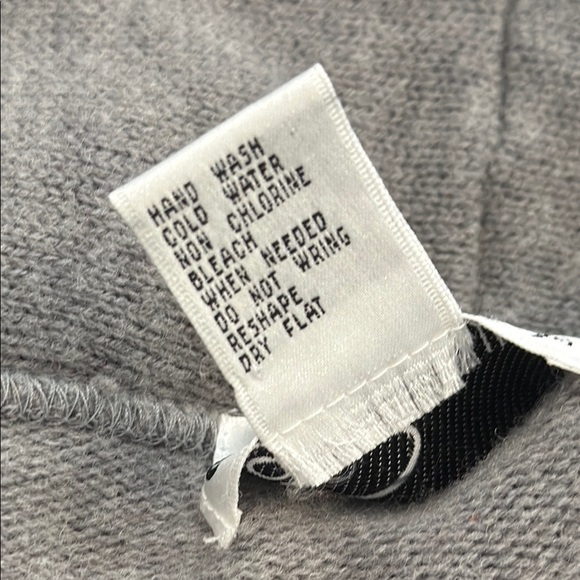 HAND WASH
COLD WATER
NON CHLORINE
BLEACH
WHEN NEEDED
DO NOT WRING
RESHAPE
DRY FLAT